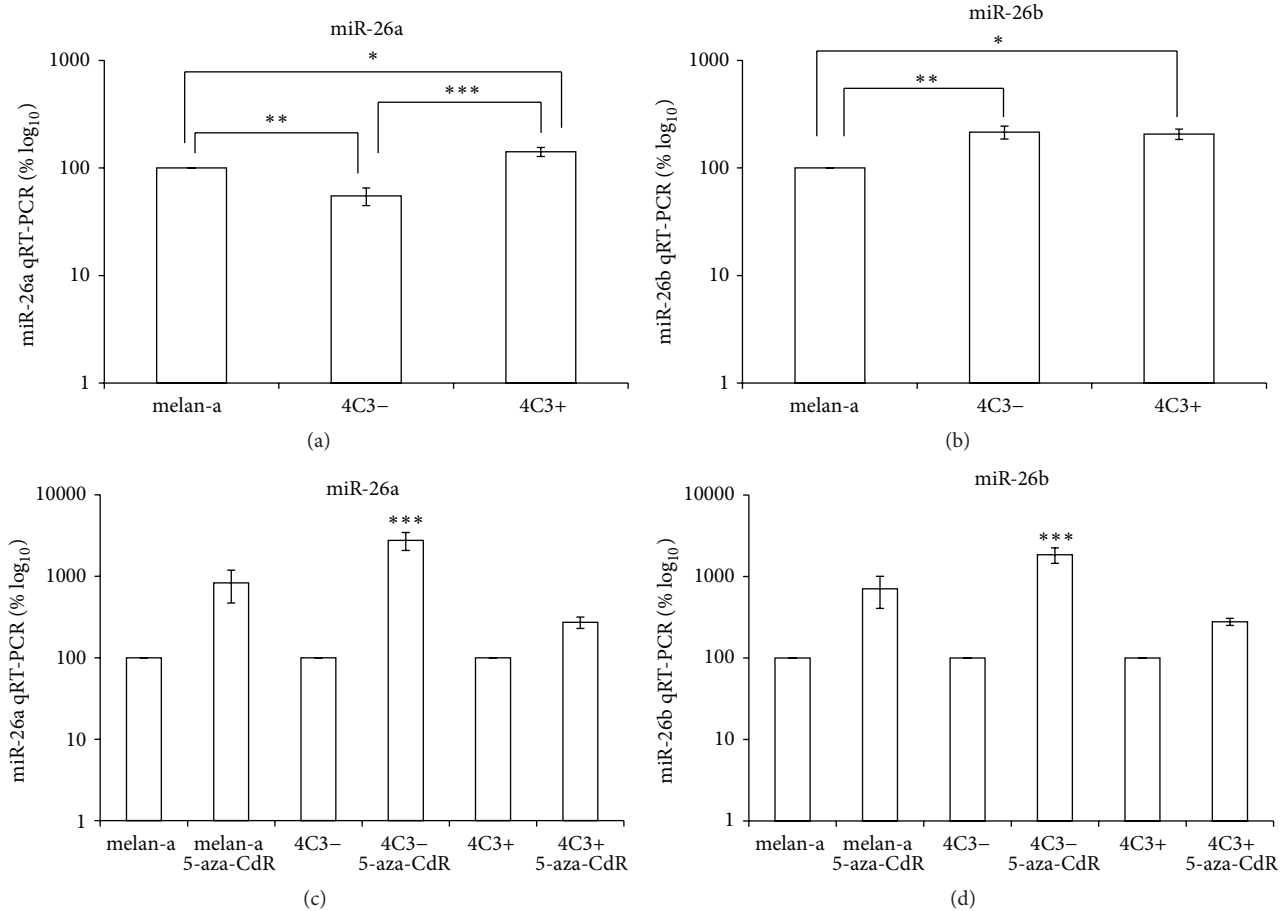 miR-26a
miR-26a qRT-PCR (% log10)
1000
100
10
1
*
**
***
melan-a 4C3− 4C3+
(a)
miR-26b
miR-26b qRT-PCR (% log10)
1000
100
10
1
*
**
melan-a 4C3− 4C3+
(b)
miR-26a
miR-26a qRT-PCR (% log10)
10000
1000
100
10
1
***
melan-a melan-a 4C3− 4C3− 4C3+ 4C3+
5-aza-CdR 5-aza-CdR 5-aza-CdR
(c)
miR-26b
miR-26b qRT-PCR (% log10)
10000
1000
100
10
1
***
melan-a melan-a 4C3− 4C3− 4C3+ 4C3+
5-aza-CdR 5-aza-CdR 5-aza-CdR
(d)